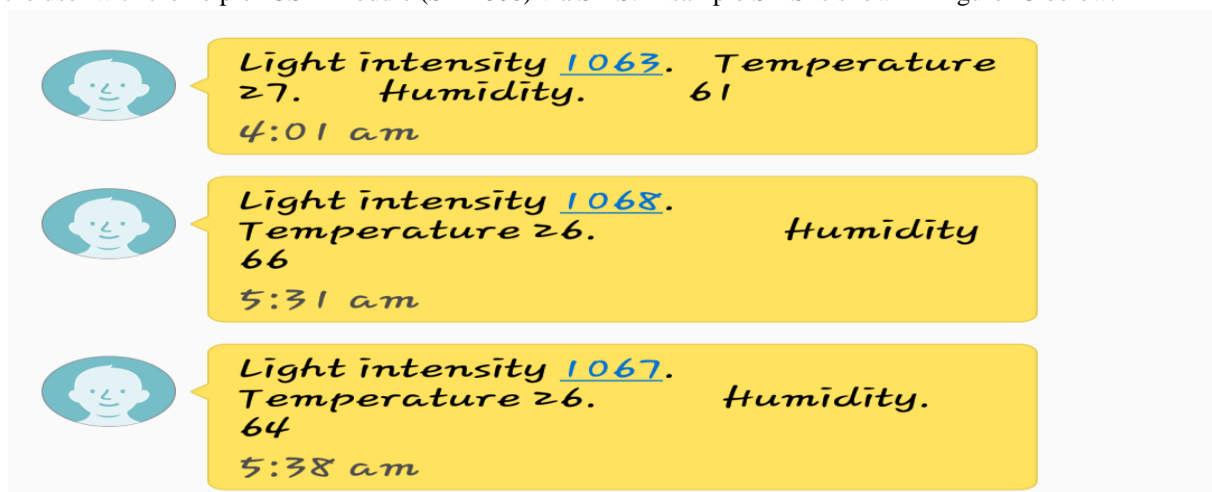 Light intensity 1063. Temperature
27. Humidity. 61
4:01 am
Light intensity 1068.
Temperature 26. Humidity
66
5:31 am
Light intensity 1067.
Temperature 26. Humidity.
64
5:38 am